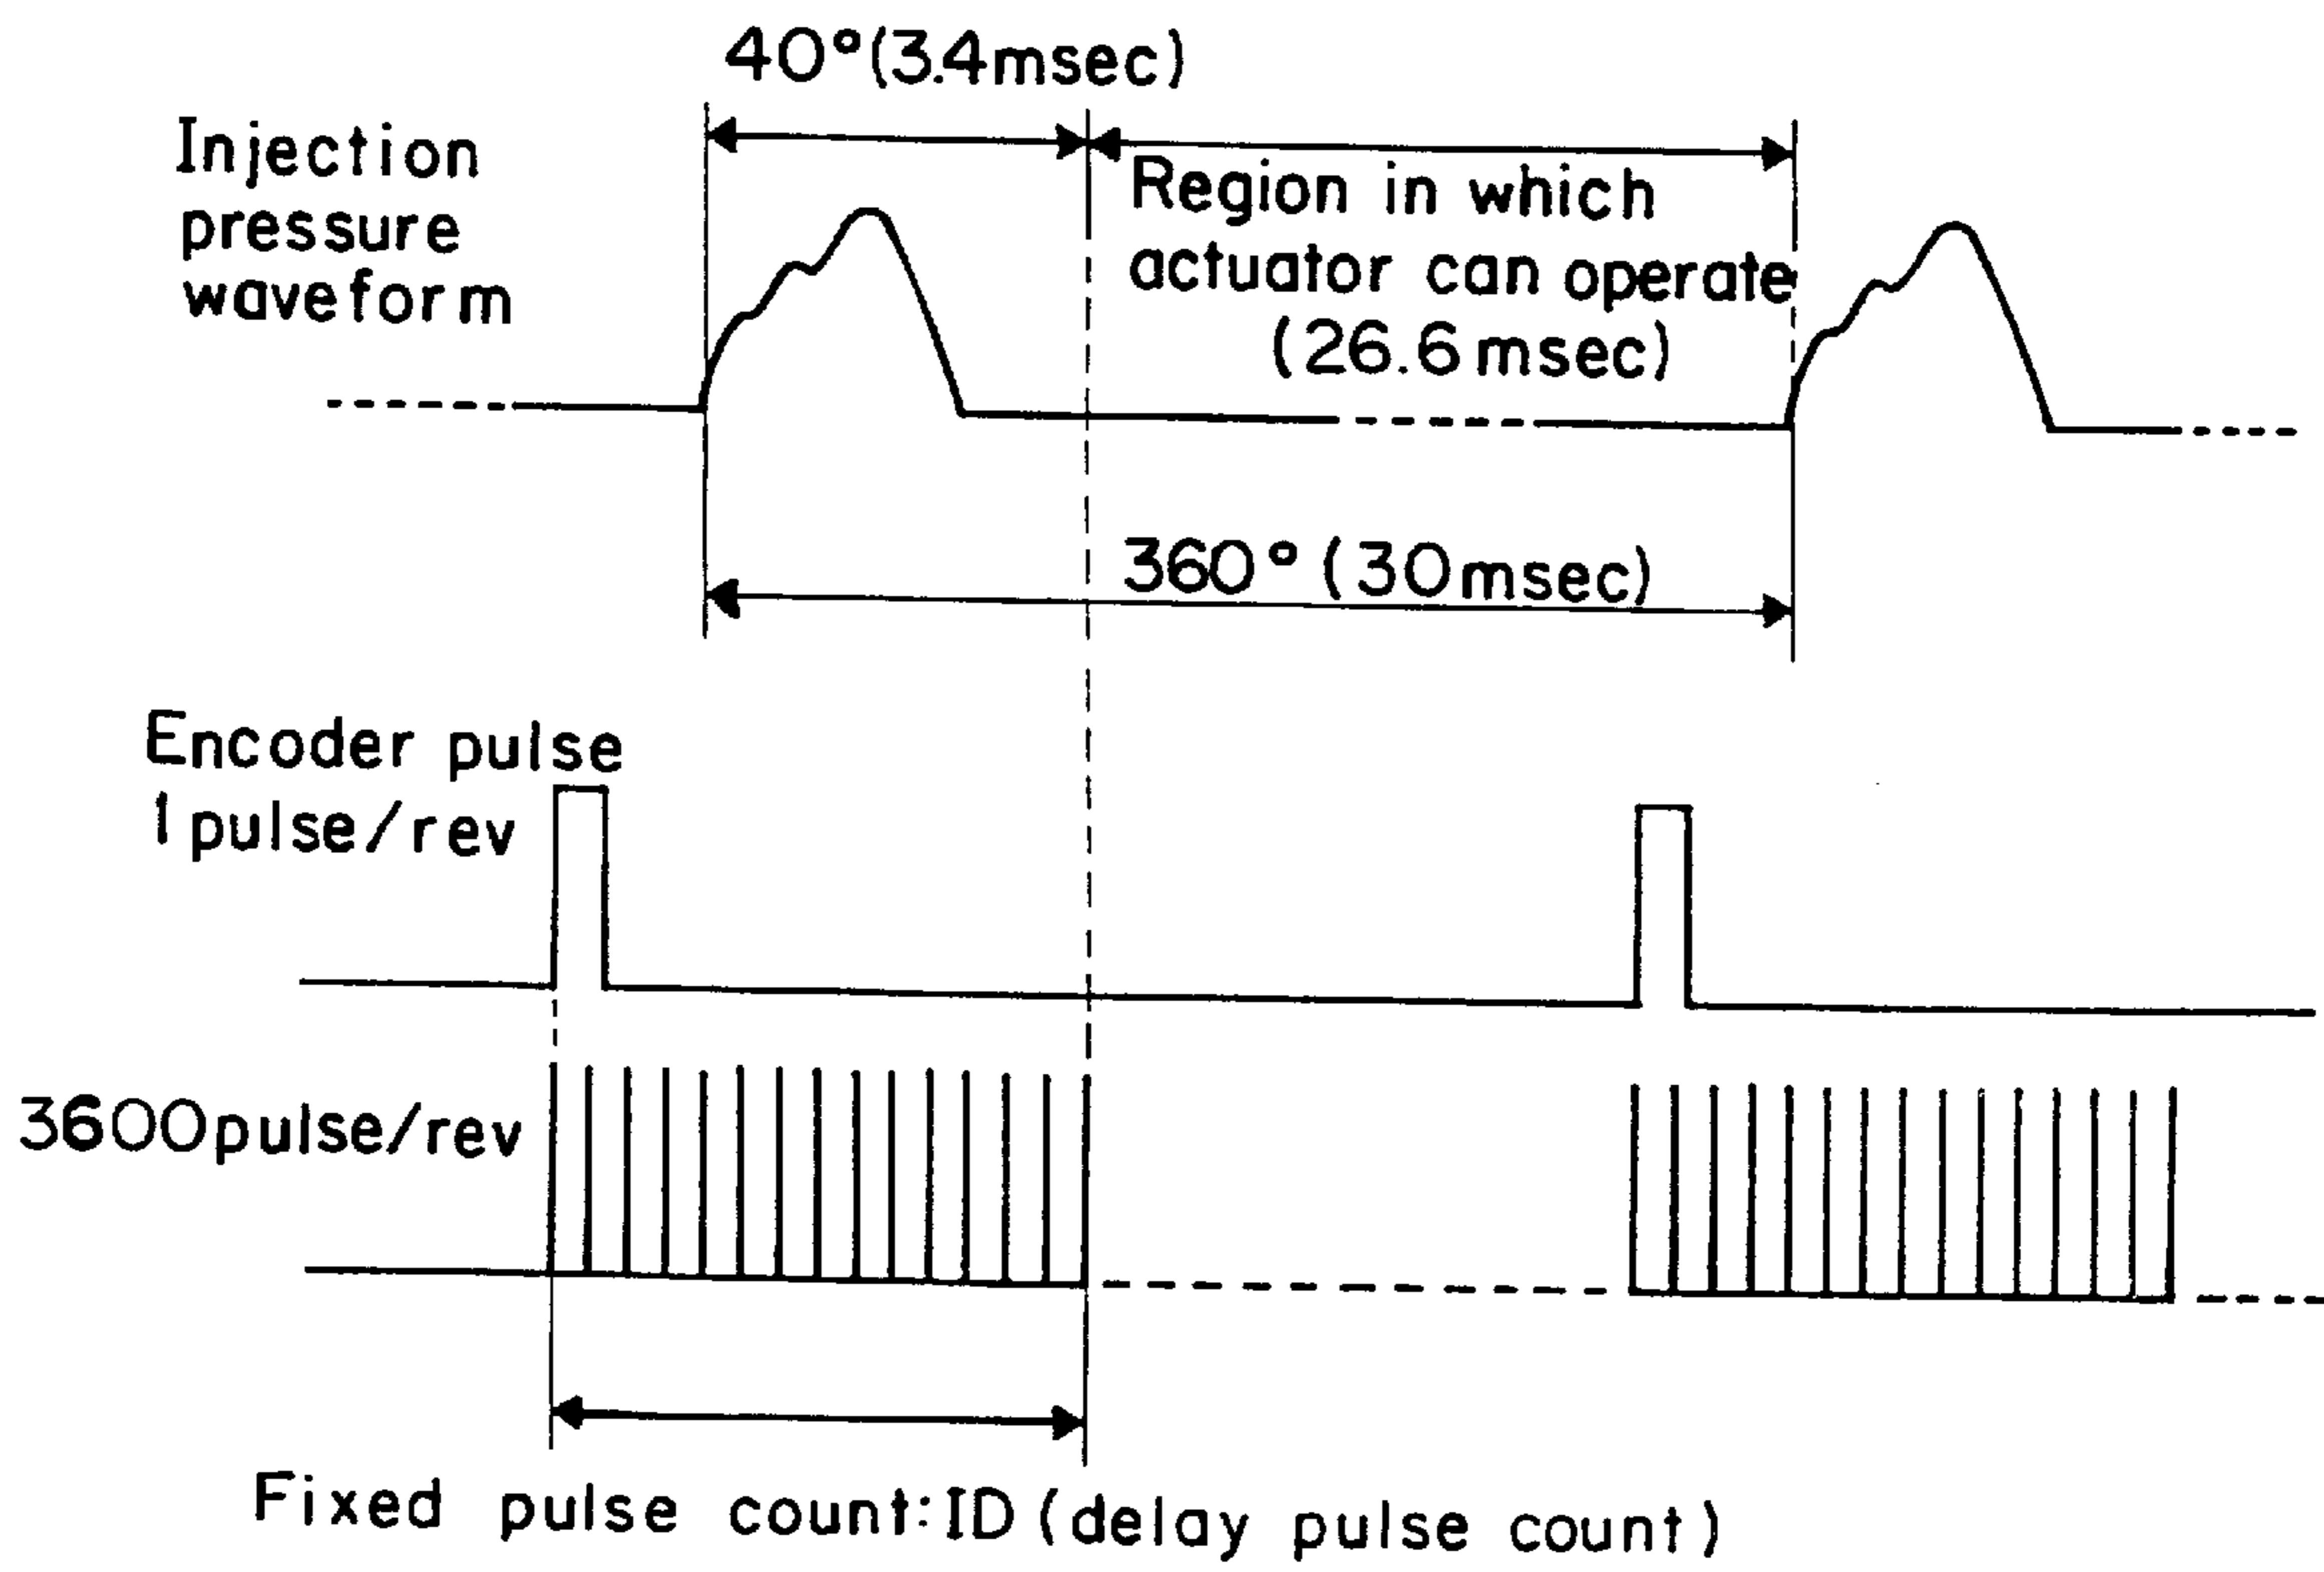 40°(3.4msec)
Injection
pressure
waveform
Region in which
actuator can operate
(26.6msec)
360°(30msec)
Encoder pulse
1pulse/rev
3600pulse/rev
Fixed pulse count:ID(delay pulse count)